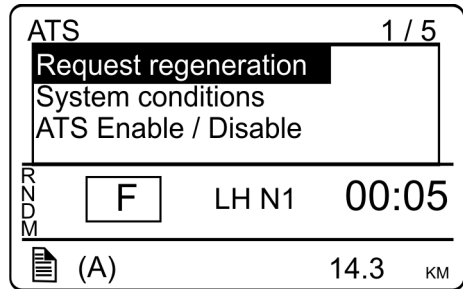 ATS 1 / 5
Request regeneration
System conditions
ATS Enable / Disable
R
N
D
M
F LH N1 00:05
(A) 14.3 KM